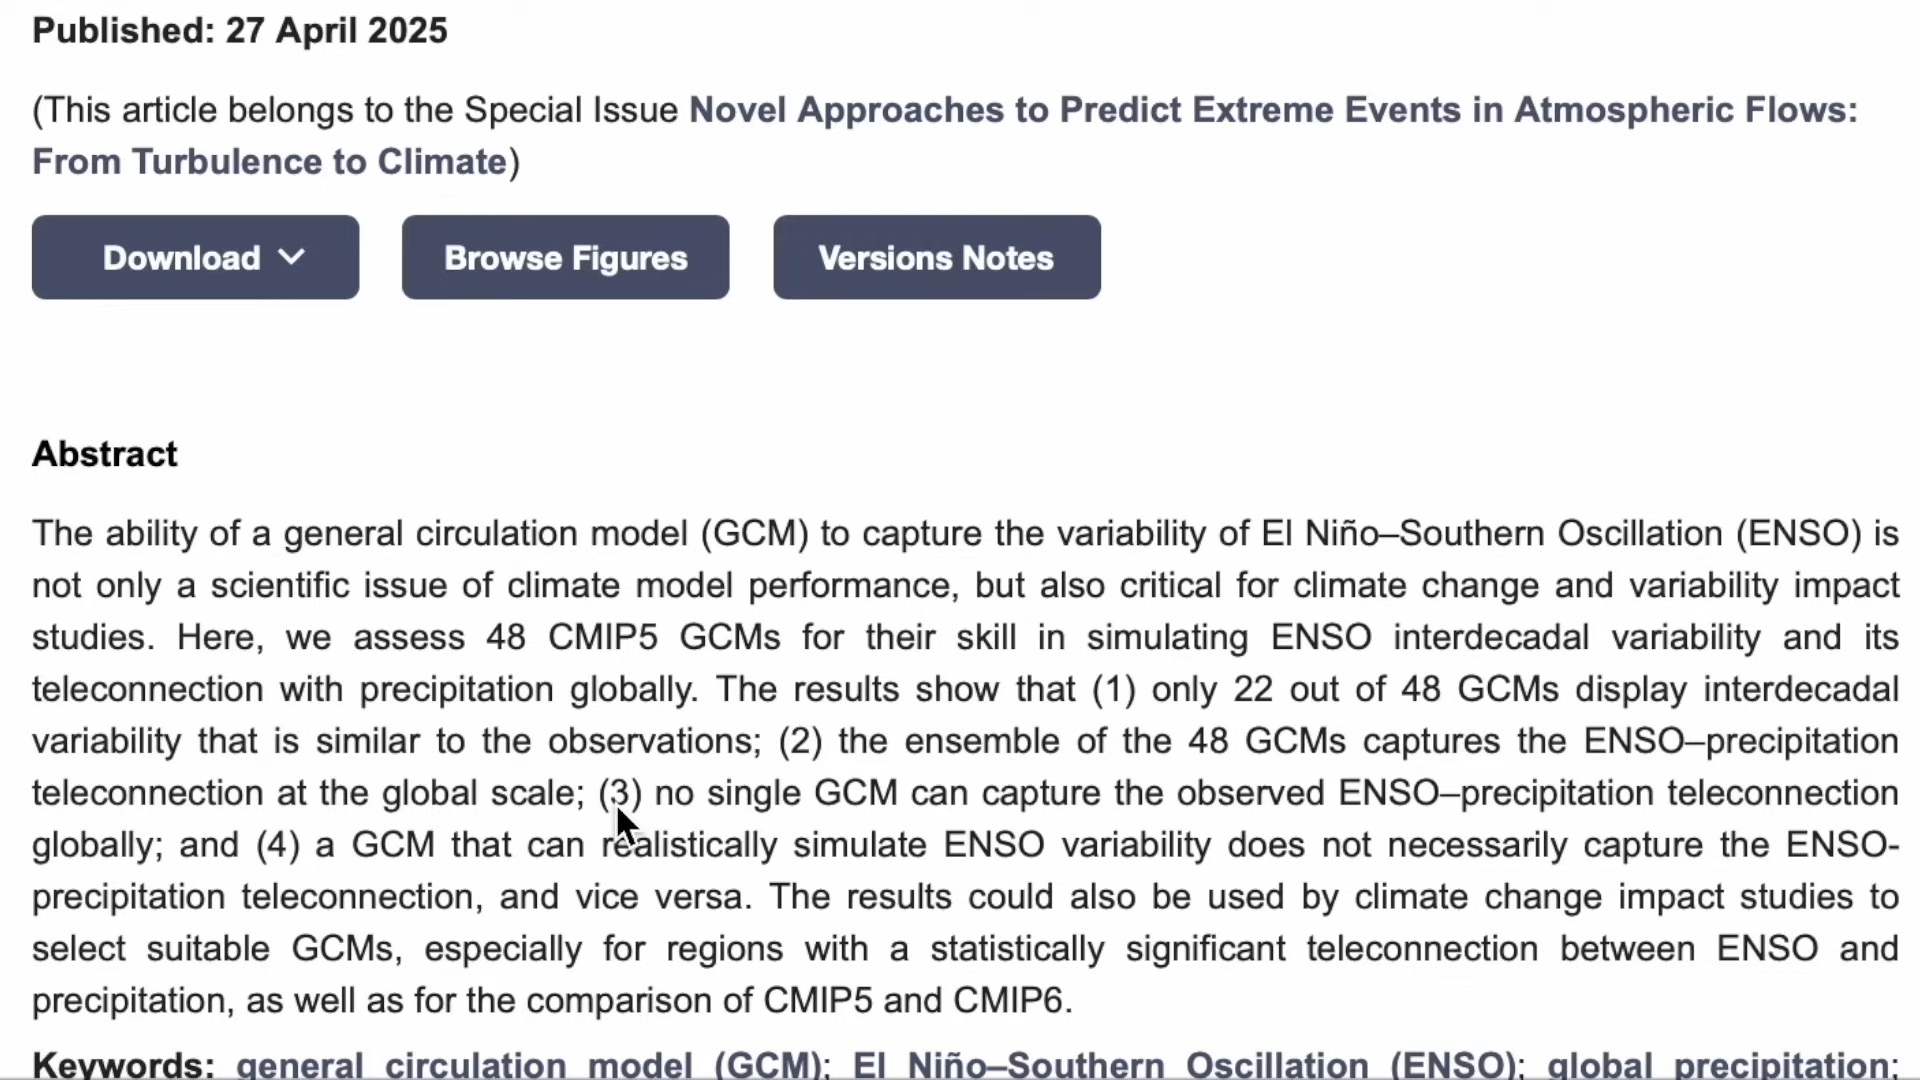 Published: 27 April 2025
(This article belongs to the Special Issue Novel Approaches to Predict Extreme Events in Atmospheric Flows:
From Turbulence to Climate)
Download
Browse Figures
Versions Notes
Abstract
The ability of a general circulation model (GCM) to capture the variability of El Niño–Southern Oscillation (ENSO) is
not only a scientific issue of climate model performance, but also critical for climate change and variability impact
studies. Here, we assess 48 CMIP5 GCMs for their skill in simulating ENSO interdecadal variability and its
teleconnection with precipitation globally. The results show that (1) only 22 out of 48 GCMs display interdecadal
variability that is similar to the observations; (2) the ensemble of the 48 GCMs captures the ENSO–precipitation
teleconnection at the global scale; (3) no single GCM can capture the observed ENSO–precipitation teleconnection
globally; and (4) a GCM that can realistically simulate ENSO variability does not necessarily capture the ENSO-
precipitation teleconnection, and vice versa. The results could also be used by climate change impact studies to
select suitable GCMs, especially for regions with a statistically significant teleconnection between ENSO and
precipitation, as well as for the comparison of CMIP5 and CMIP6.
Keywords: general circulation model (GCM); El Niño–Southern Oscillation (ENSO); global precipitation;